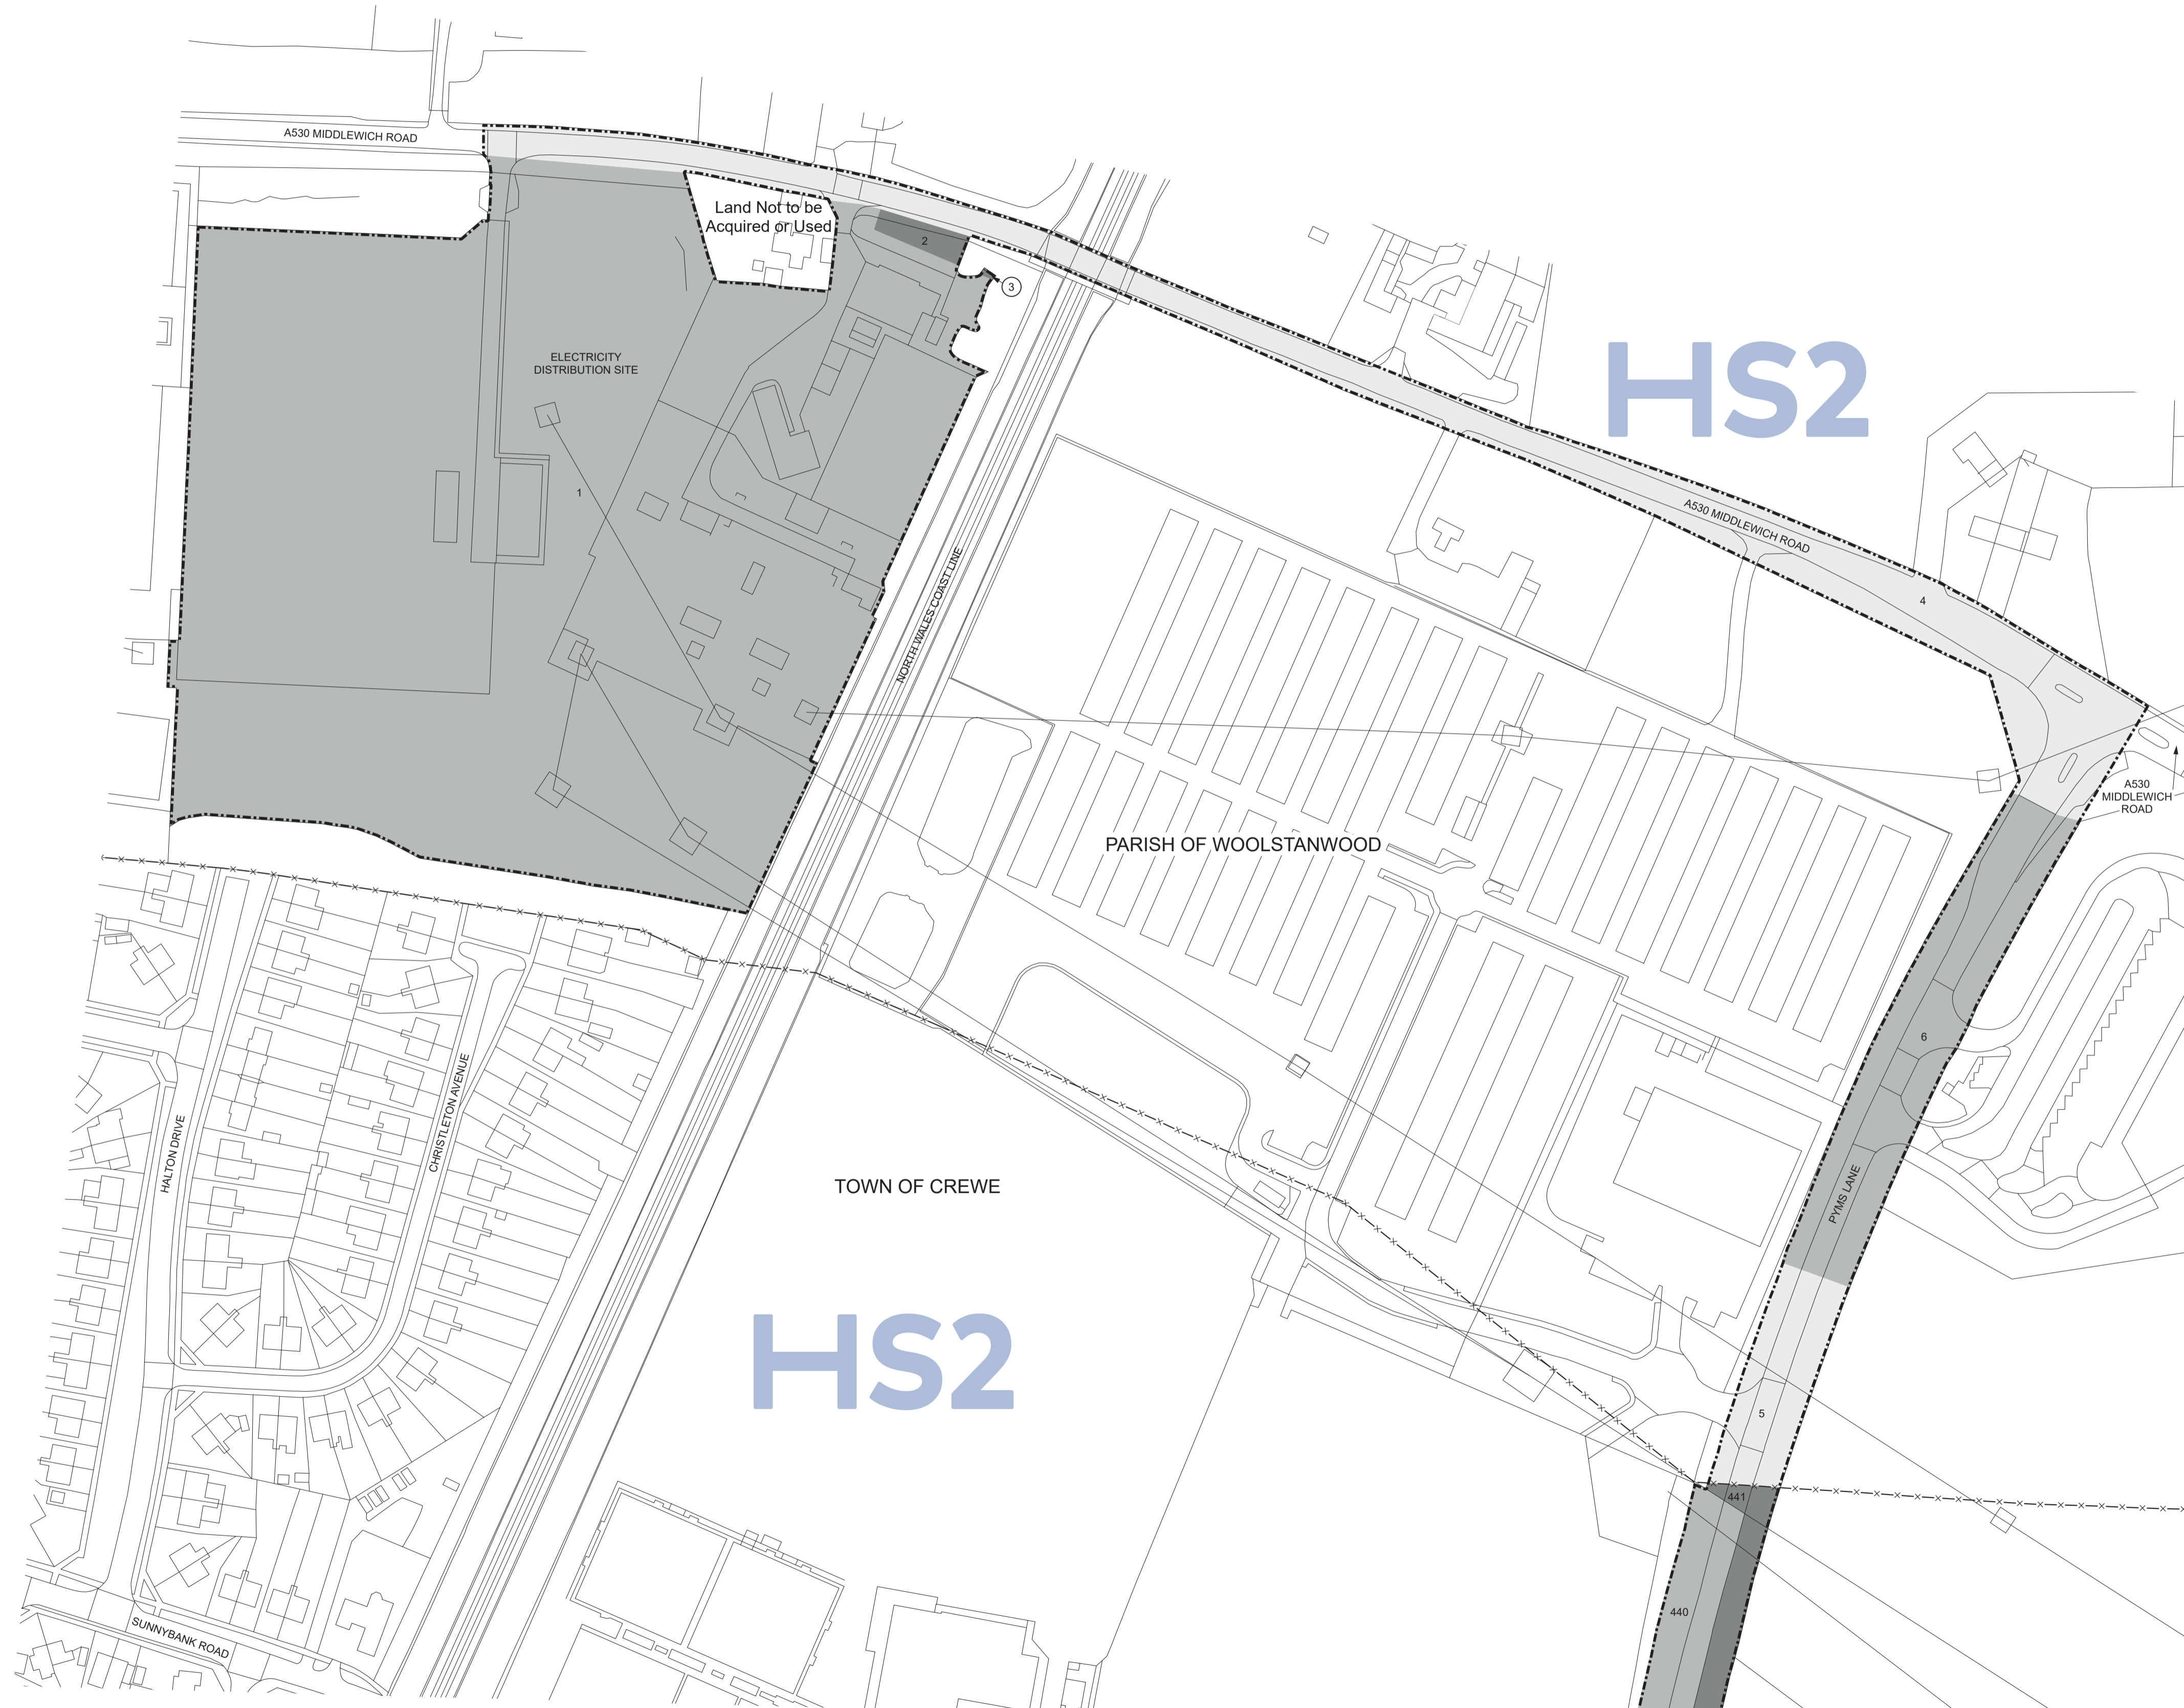 A530 MIDDLEWICH ROAD
Land Not to be
Acquired or Used
2
3
ELECTRICITY
DISTRIBUTION SITE
1
HS2
A530 MIDDLEWICH ROAD
4
NORTH WALES COAST LINE
A530
MIDDLEWICH
ROAD
PARISH OF WOOLSTANWOOD
6
PYMS LANE
HALTON DRIVE
CHRISTLETON AVENUE
TOWN OF CREWE
HS2
5
441
440
SUNNYBANK ROAD